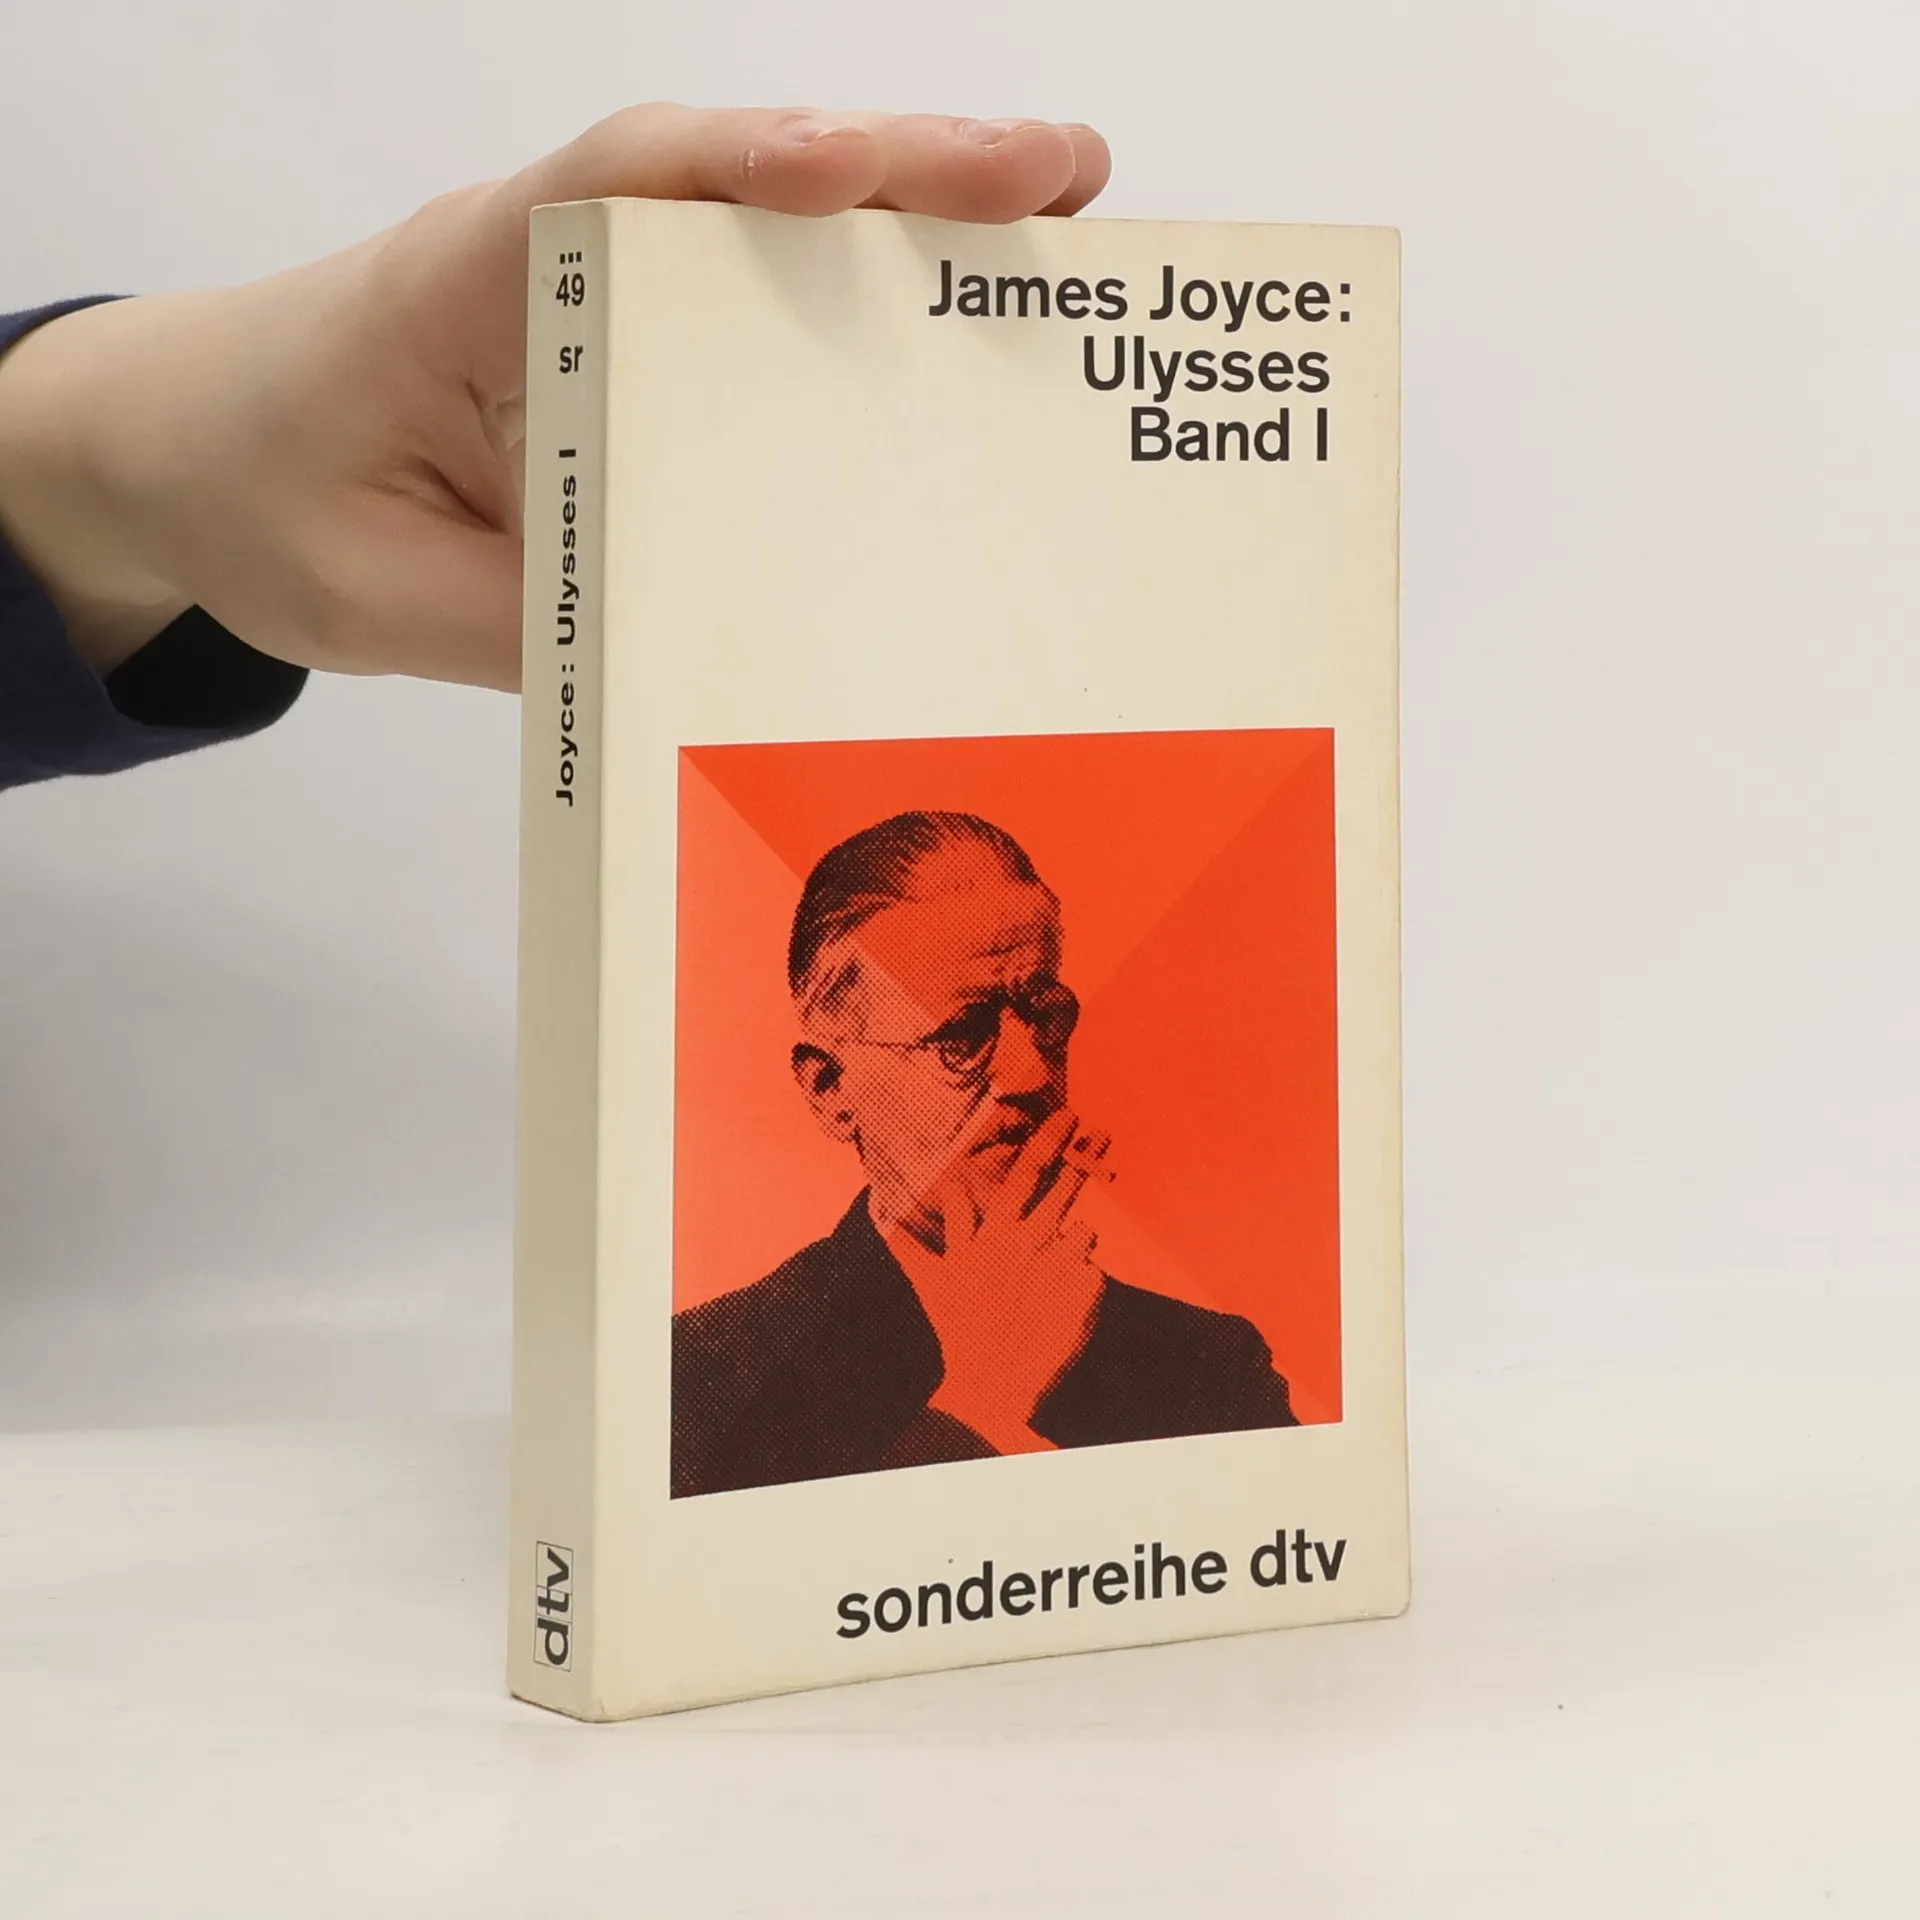 49
sr
Joyce: Ulysses I
dtv
James Joyce:
Ulysses
Band I
sonderreihe dtv